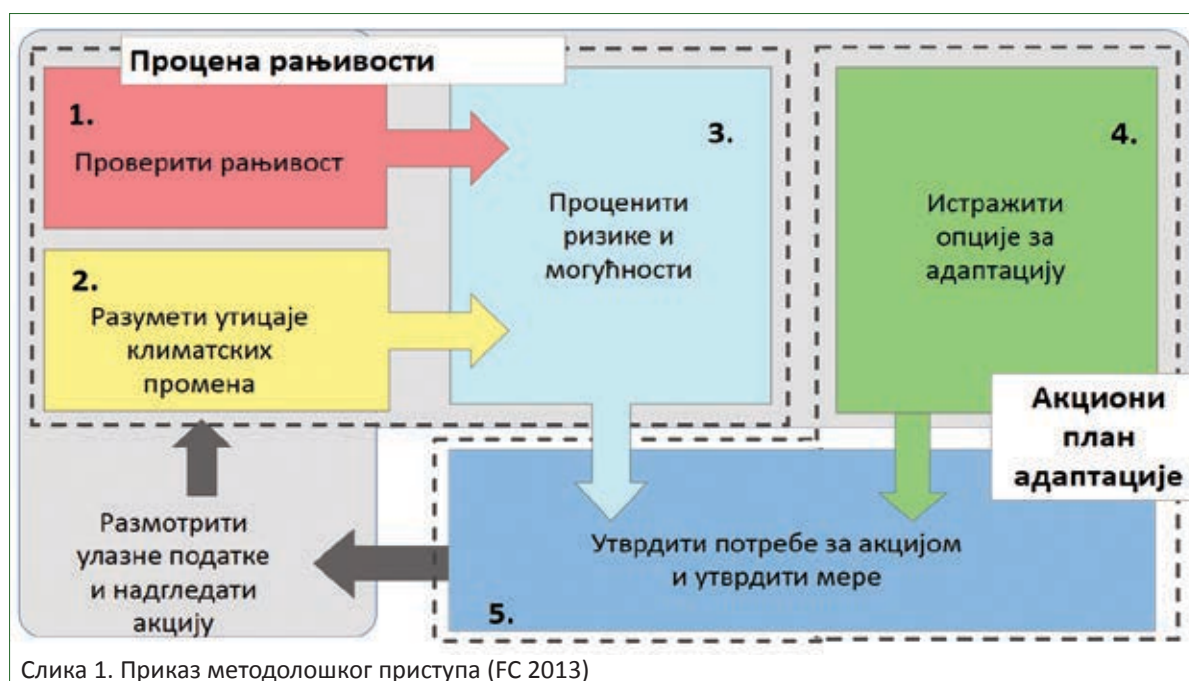 Процена рањивости
1.
Проверити рањивост
2.
Разумети утицаје
климатских
промена
3.
Проценити
ризике и
могућности
4.
Истражити
опције за
адаптацију
Акциони
план
адаптације
Утврдити потребе за акцијом
и утврдити мере
5.
Размотрити
улазне податке
и надгледати
акцију
Слика 1. Приказ методолошког приступа (FC 2013)